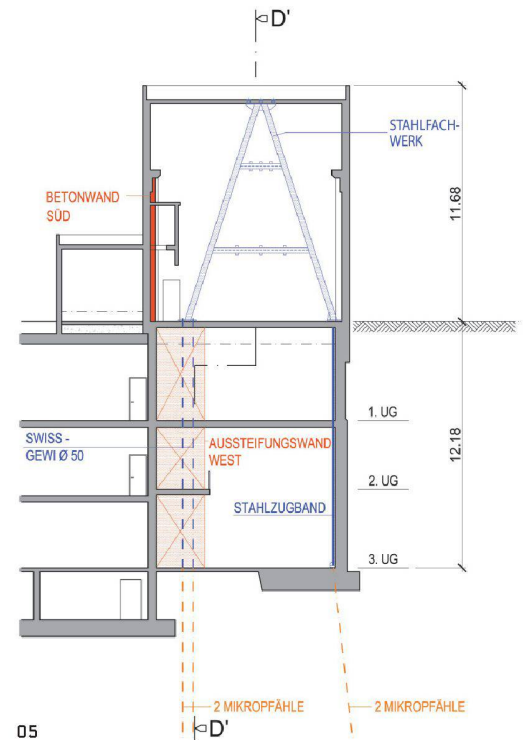 D'
STAHLFACH-
WERK
BETONWAND
SÜD
11.68
1. UG
SWISS -
GEWI Ø 50
AUSSTEIFUNGSWAND
WEST
12.18
2. UG
STAHLZUGBAND
3. UG
2 MIKROPFÄHLE
2 MIKROPFÄHLE
05
D'